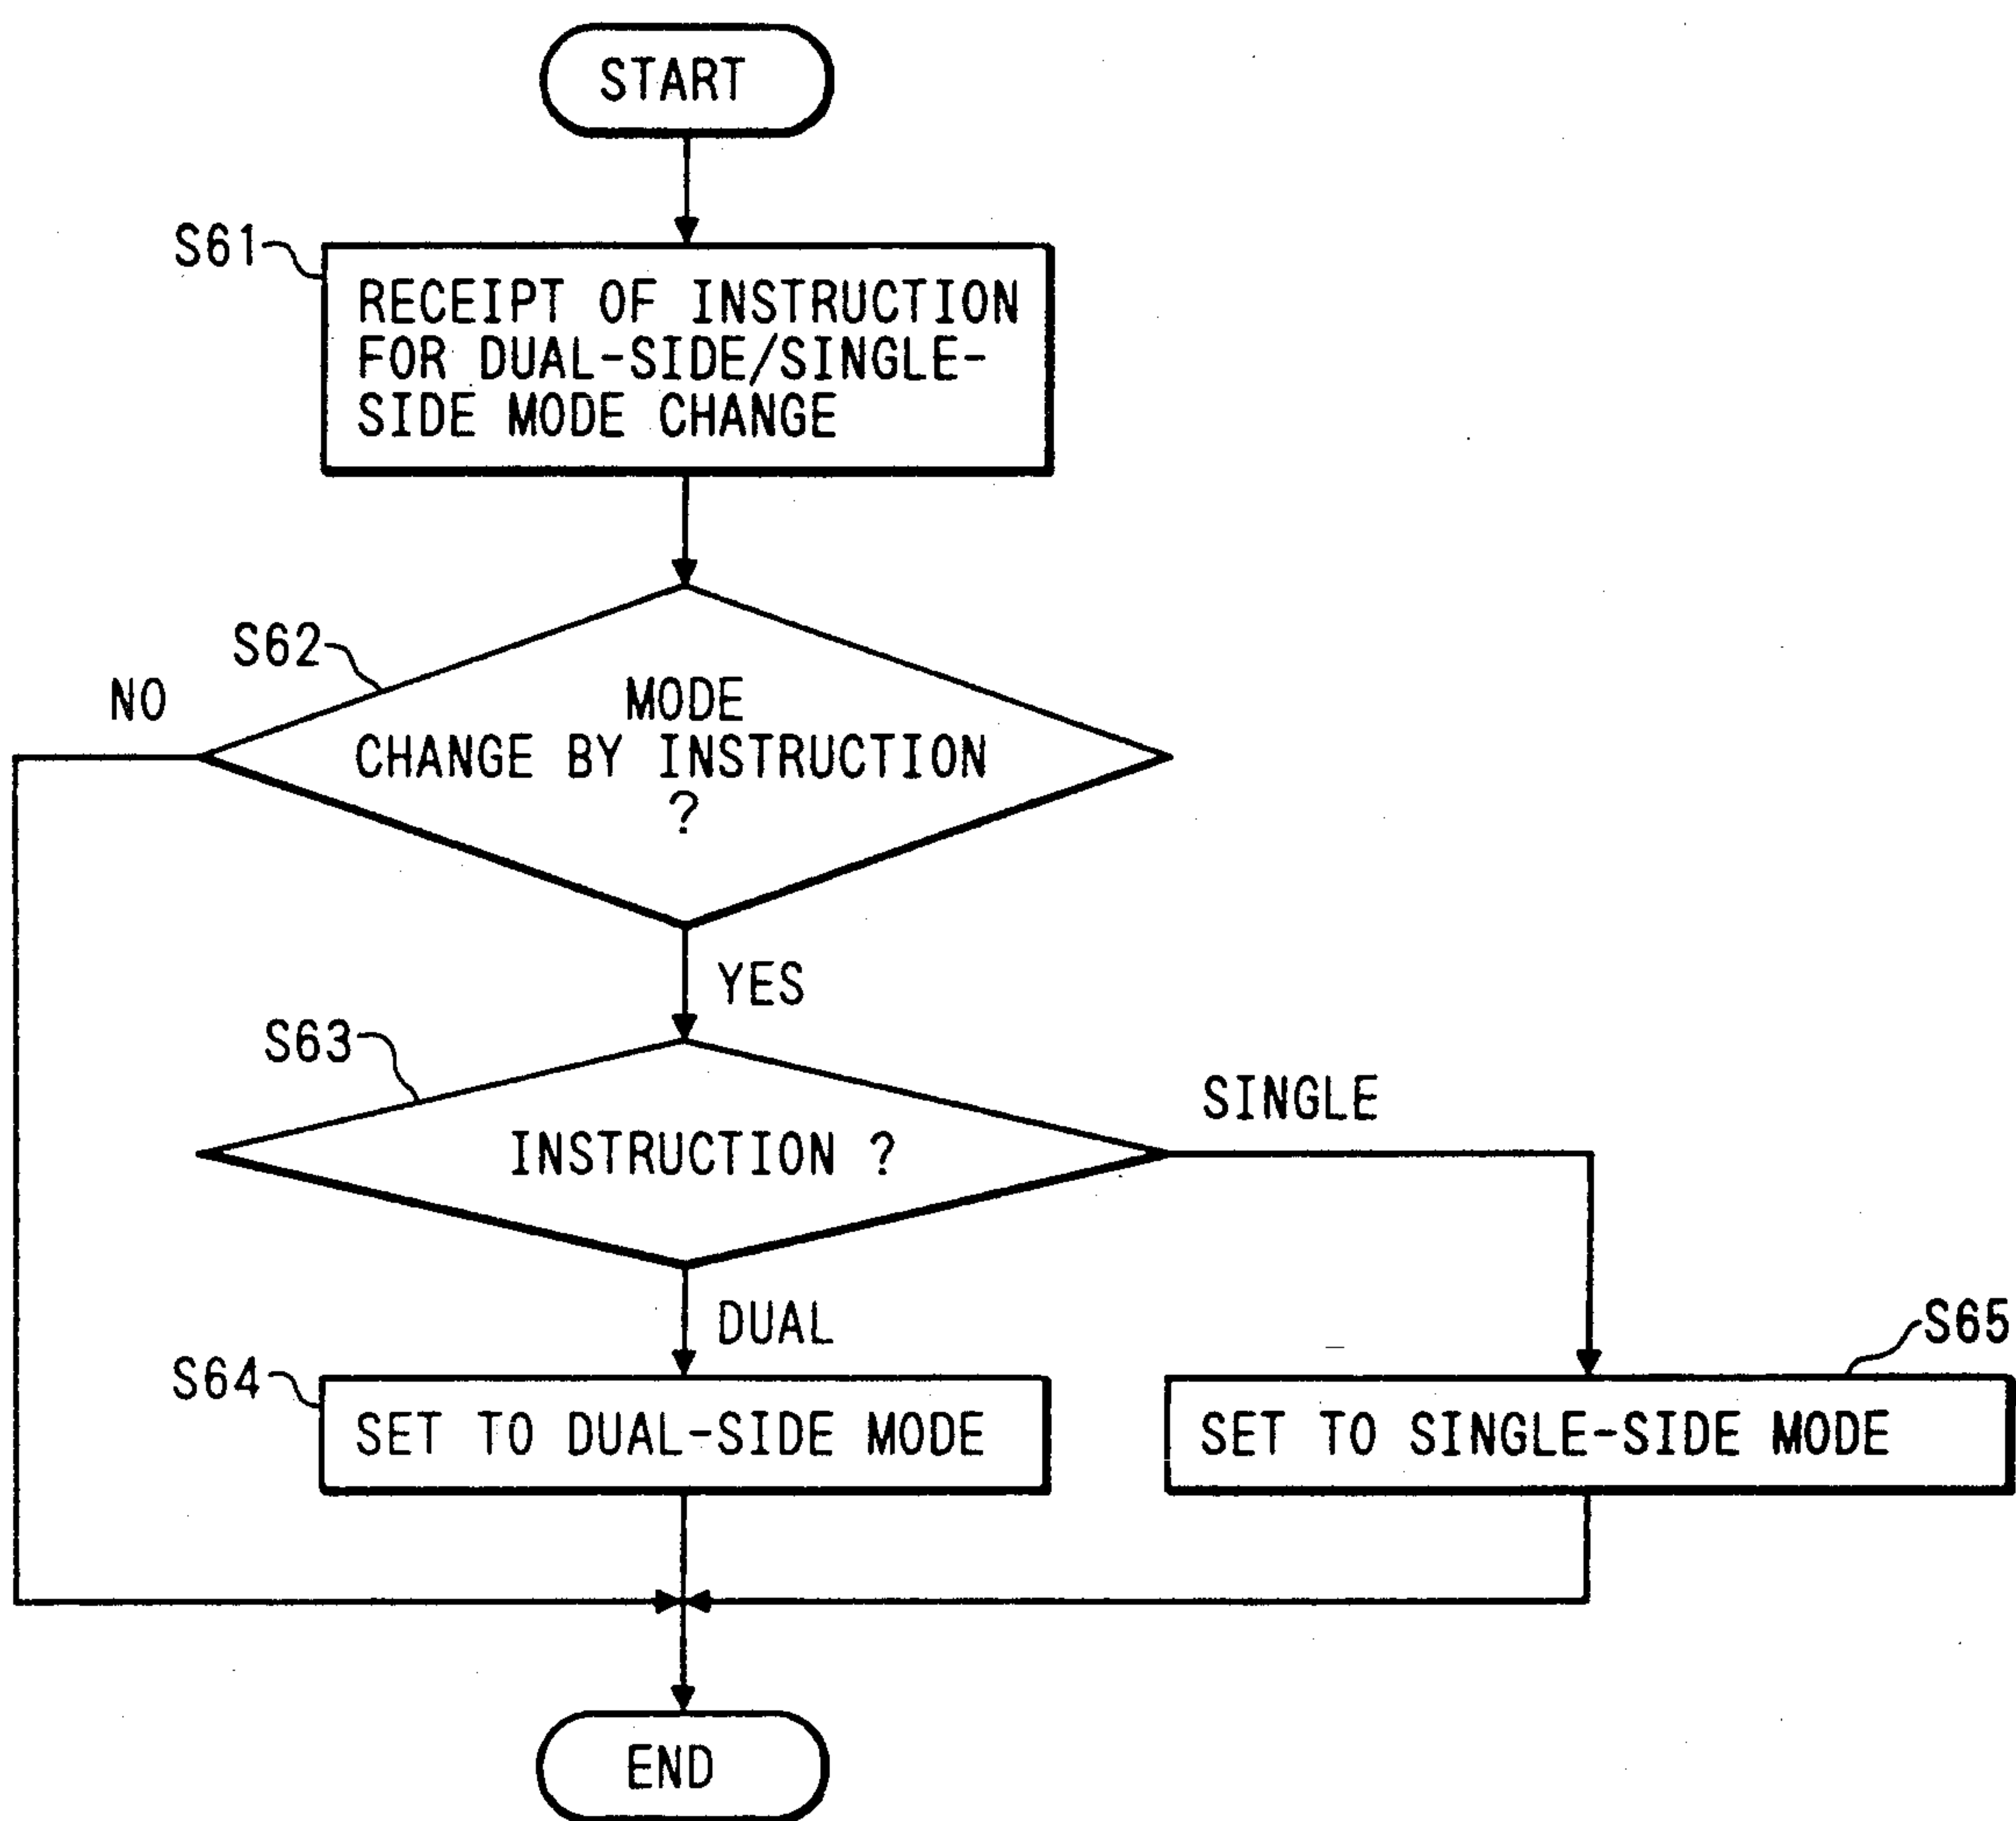 START
S61
RECEIPT OF INSTRUCTION
FOR DUAL-SIDE/SINGLE-
SIDE MODE CHANGE
S62
NO
MODE
CHANGE BY INSTRUCTION
?
YES
S63
SINGLE
INSTRUCTION ?
DUAL
S65
S64
SET TO DUAL-SIDE MODE
SET TO SINGLE-SIDE MODE
END